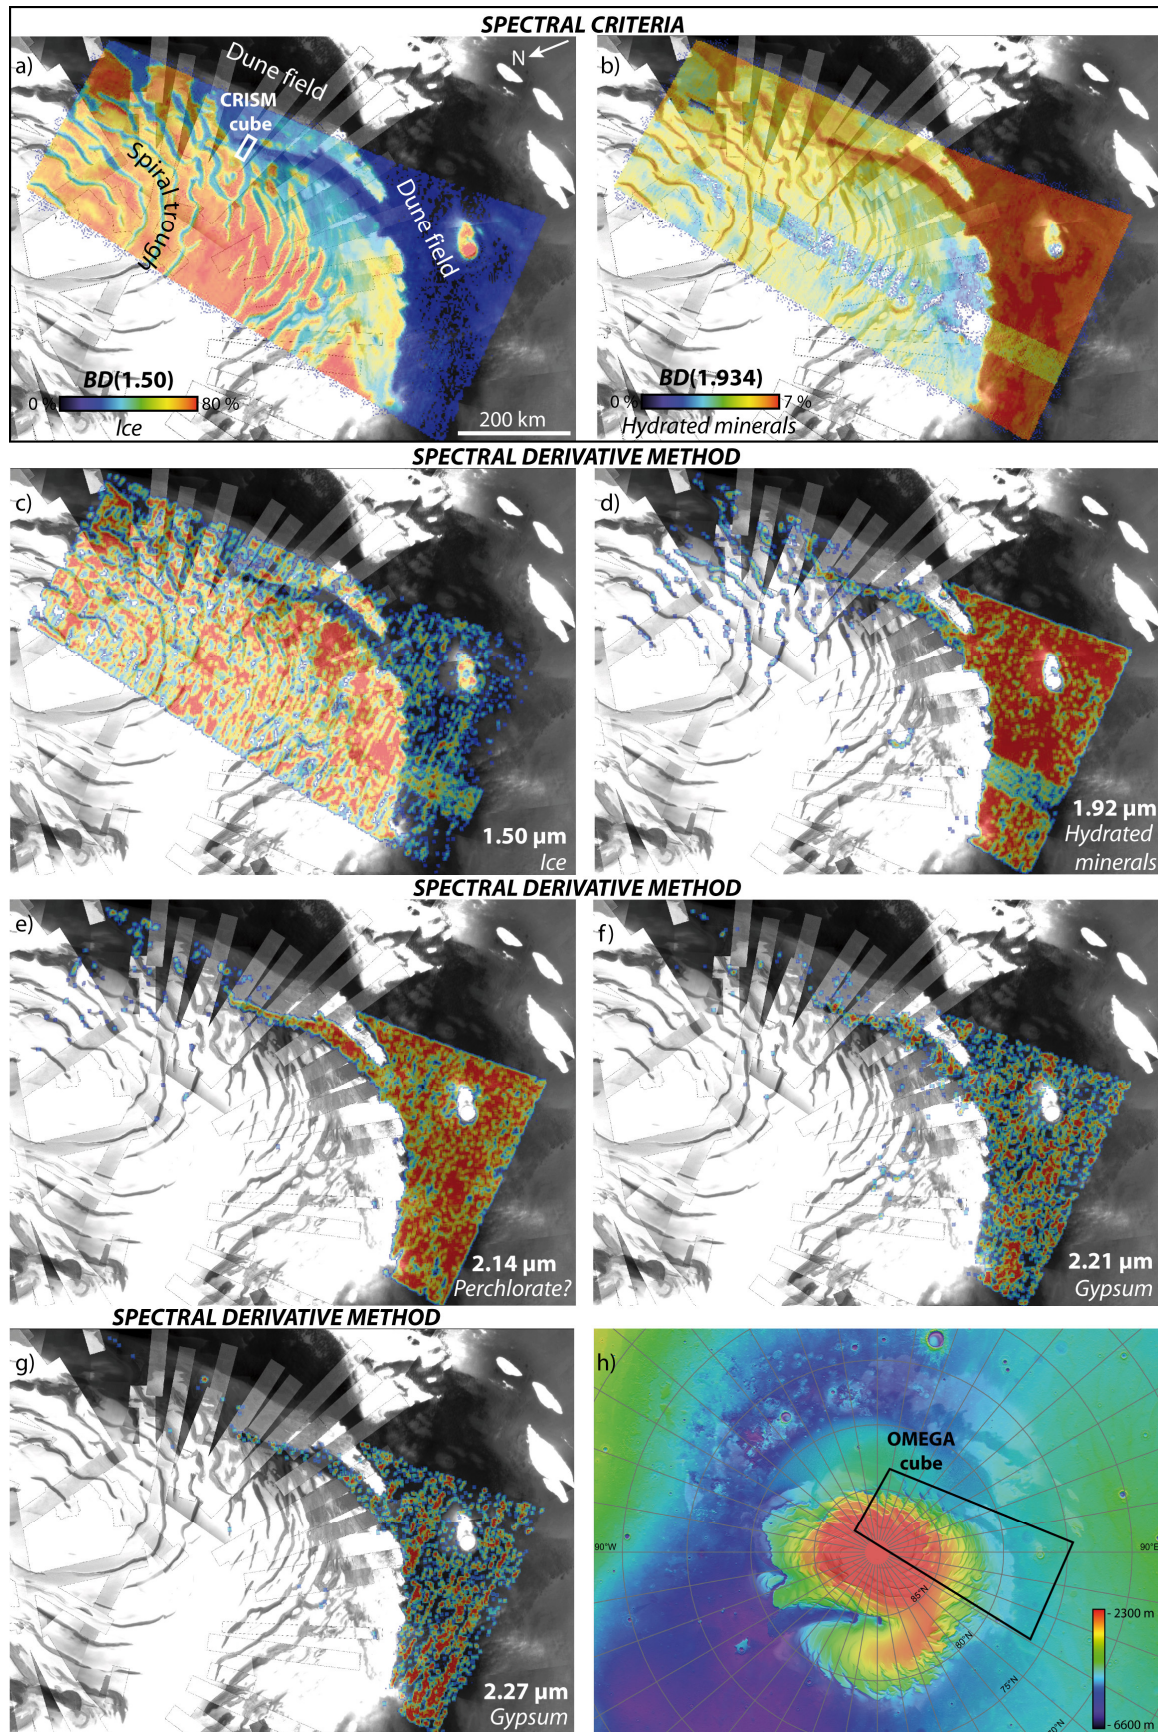 SPECTRAL CRITERIA
a)
Dune field
N
CRISM
cube
Spiral trough
Dune field
BD(1.50)
0 %
80 %
Ice
200 km
b)
BD(1.934)
0 %
7 %
Hydrated minerals
SPECTRAL DERIVATIVE METHOD
c)
1.50 µm
Ice
d)
1.92 µm
Hydrated
minerals
SPECTRAL DERIVATIVE METHOD
e)
2.14 µm
Perchlorate?
f)
2.21 µm
Gypsum
SPECTRAL DERIVATIVE METHOD
g)
2.27 µm
Gypsum
h)
OMEGA
cube
90°W
90°E
85°N
80°N
75°N
70°N
- 2300 m
- 6600 m